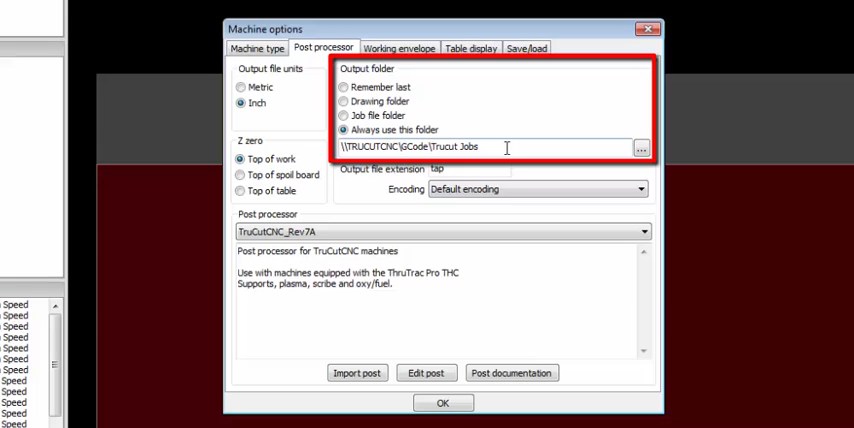 Machine options
Machine type
Post processor
Working envelope
Table display
Save/load
Output file units
Metric
Inch
Output folder
Remember last
Drawing folder
Job file folder
Always use this folder
\\TRUCUTCNC\GCode\Trucut Jobs
...
Z zero
Top of work
Top of spoil board
Top of table
Output file extension
tap
Encoding
Default encoding
Post processor
TruCutCNC_Rev7A
Post processor for TruCutCNC machines
Use with machines equipped with the ThruTrac Pro THC
Supports, plasma, scribe and oxy/fuel.
Import post
Edit post
Post documentation
OK
Speed
Speed
Speed
Speed
Speed
Speed
Speed
Speed
Speed
Speed
Speed